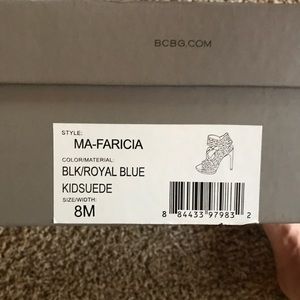 BCBG.COM
STYLE:
MA-FARICIA
COLOR/MATERIAL:
BLK/ROYAL BLUE
KIDSUEDE
SIZE/WIDTH:
8M
8 84433 97983 2